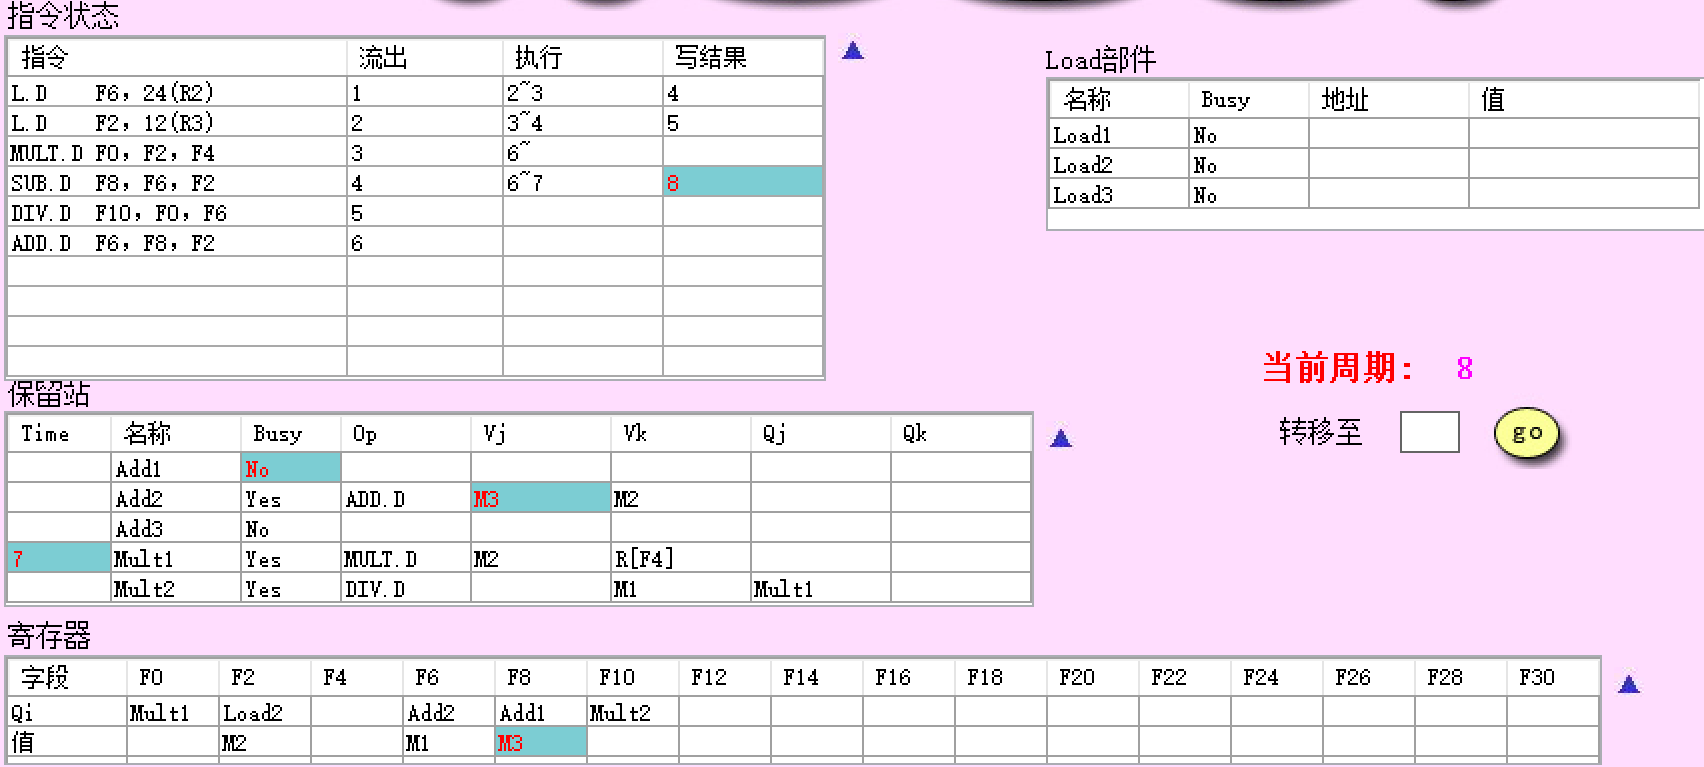 指令状态
指令 流出 执行 写结果
L.D F6, 24(R2) 1 2~3 4
L.D F2, 12(R3) 2 3~4 5
MULT.D F0, F2, F4 3 6~
SUB.D F8, F6, F2 4 6~7 8
DIV.D F10, F0, F6 5
ADD.D F6, F8, F2 6
Load部件
名称 Busy 地址 值
Load1 No
Load2 No
Load3 No
当前周期: 8
转移至 go
保留站
Time 名称 Busy Op Vj Vk Qj Qk
Add1 No
Add2 Yes ADD.D M3 M2
Add3 No
7 Mult1 Yes MULT.D M2 R[F4]
Mult2 Yes DIV.D M1 Mult1
寄存器
字段 F0 F2 F4 F6 F8 F10 F12 F14 F16 F18 F20 F22 F24 F26 F28 F30
Qi Mult1 Load2 Add2 Add1 Mult2
值 M2 M1 M3